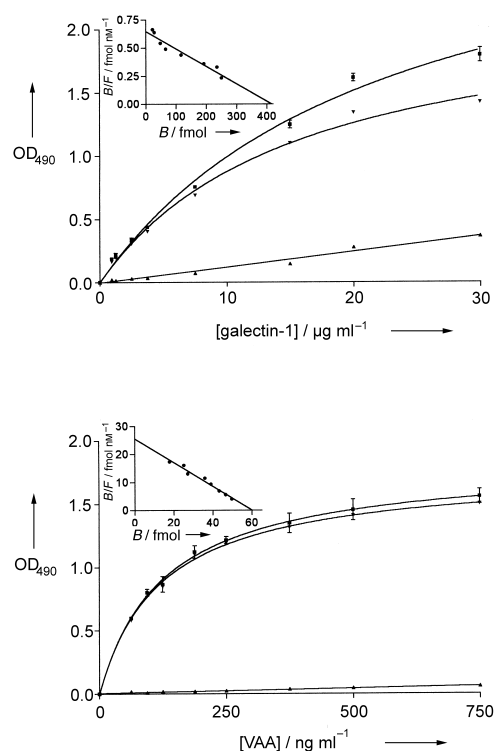 0.75
0.50
0.25
0.00
B/F / fmol nM⁻¹
0 100 200 300 400
B / fmol
2.0
1.5
1.0
0.5
0.0
OD490
0 10 20 30
[galectin-1] / μg ml⁻¹
30
20
10
0
B/F / fmol nM⁻¹
0 20 40 60
B / fmol
2.0
1.5
1.0
0.5
0.0
OD490
0 250 500 750
[VAA] / ng ml⁻¹